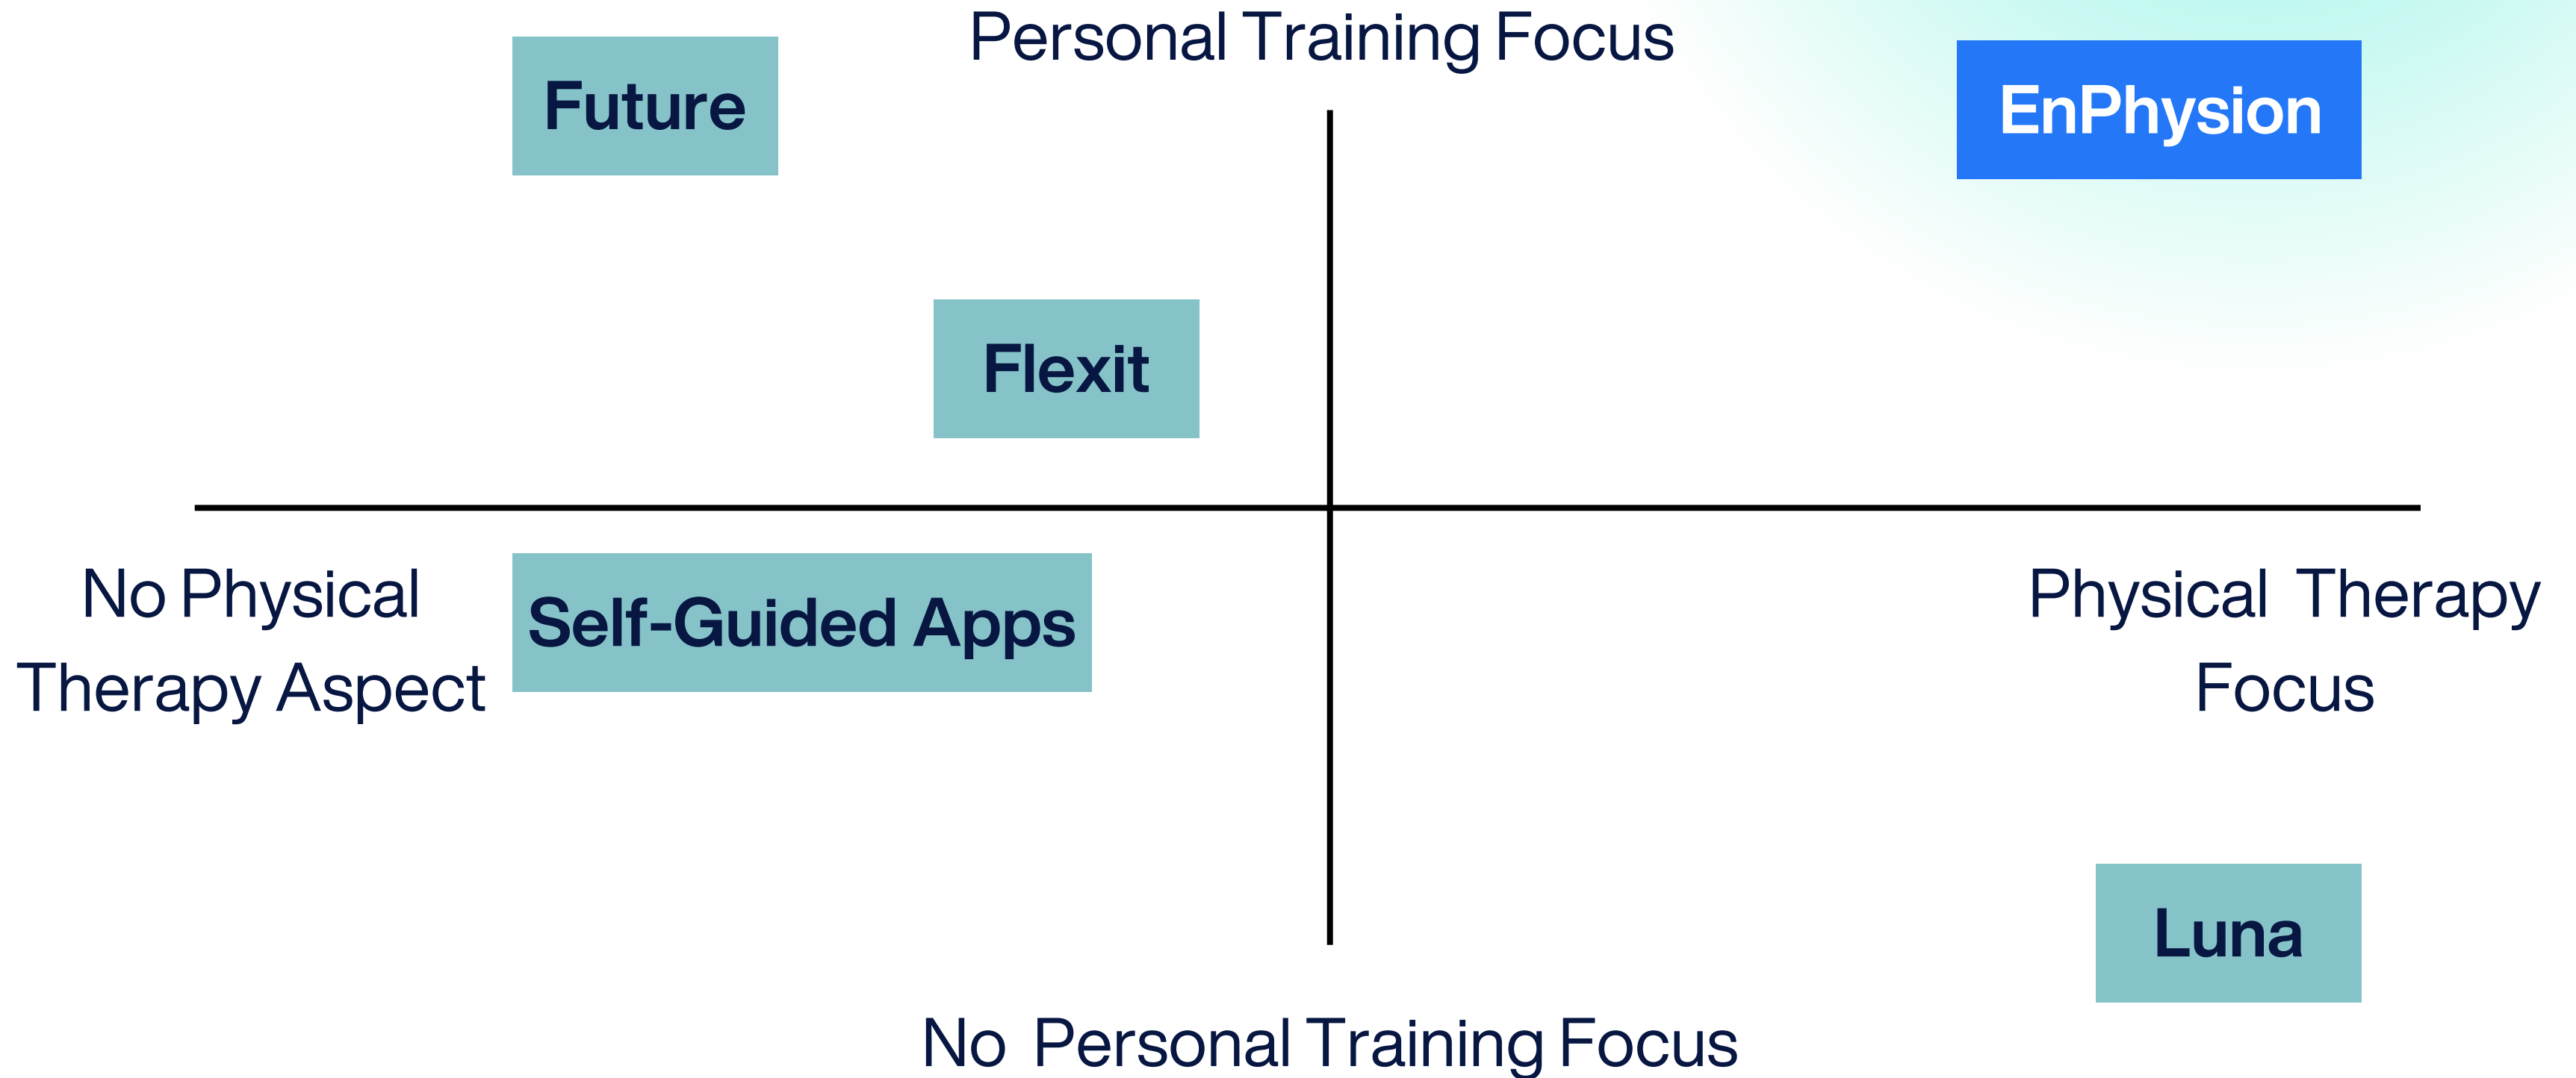 Personal Training Focus
Future
EnPhysion
Flexit
No Physical
Therapy Aspect
Self-Guided Apps
Physical Therapy
Focus
Luna
No Personal Training Focus